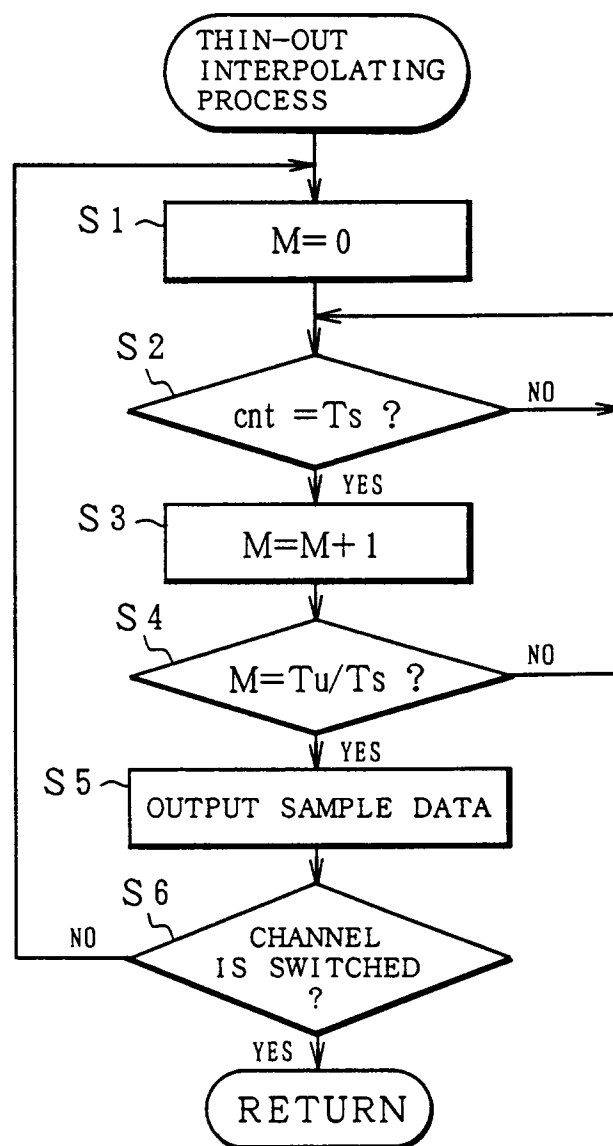 THIN-OUT
INTERPOLATING
PROCESS
S1
M=0
S2
cnt =Ts ?
NO
YES
S3
M=M+1
S4
M=Tu/Ts ?
NO
YES
S5
OUTPUT SAMPLE DATA
S6
NO
CHANNEL
IS SWITCHED
?
YES
RETURN